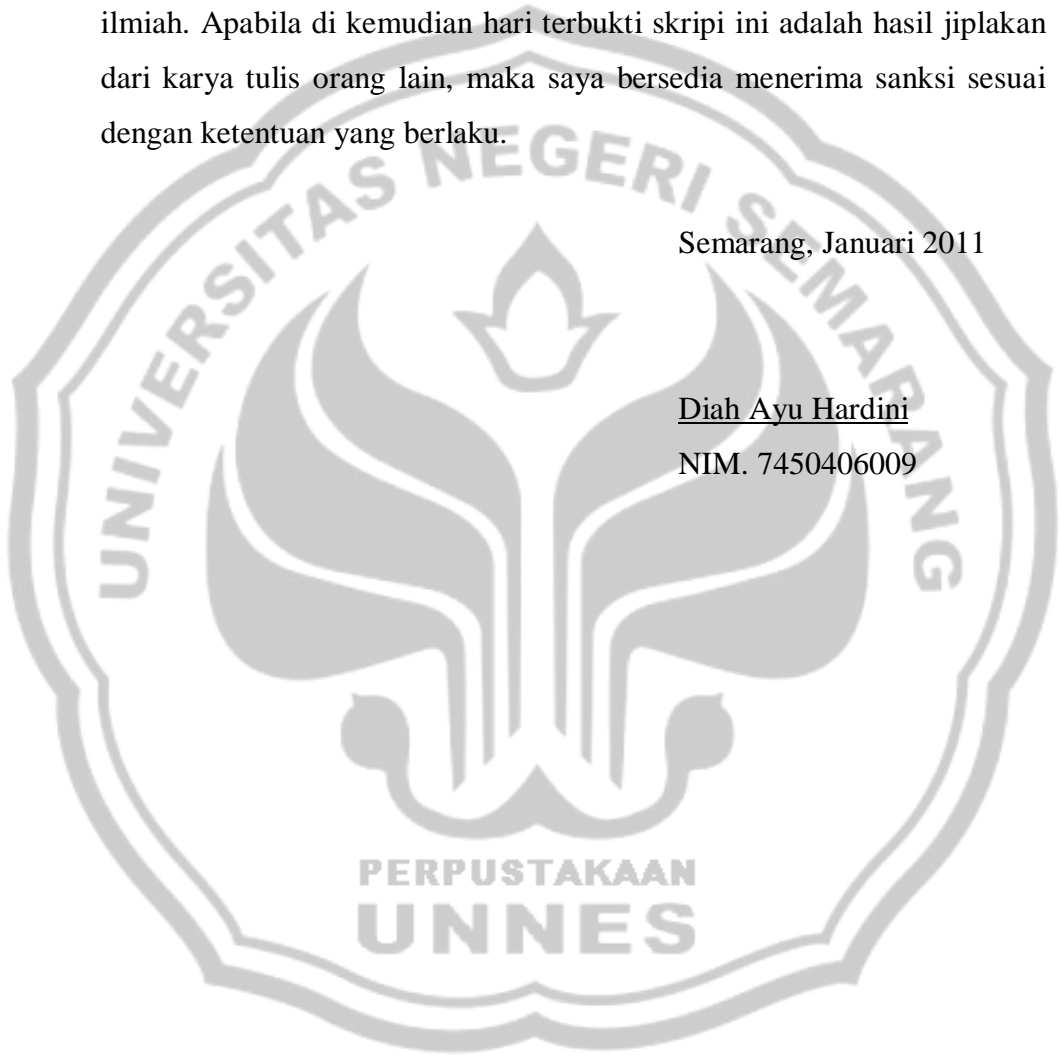 ilmiah. Apabila di kemudian hari terbukti skripi ini adalah hasil jiplakan
dari karya tulis orang lain, maka saya bersedia menerima sanksi sesuai
dengan ketentuan yang berlaku.
UNIVERSITAS NEGERI SEMARANG
Semarang, Januari 2011
Diah Ayu Hardini
NIM. 7450406009
PERPUSTAKAAN
UNNES